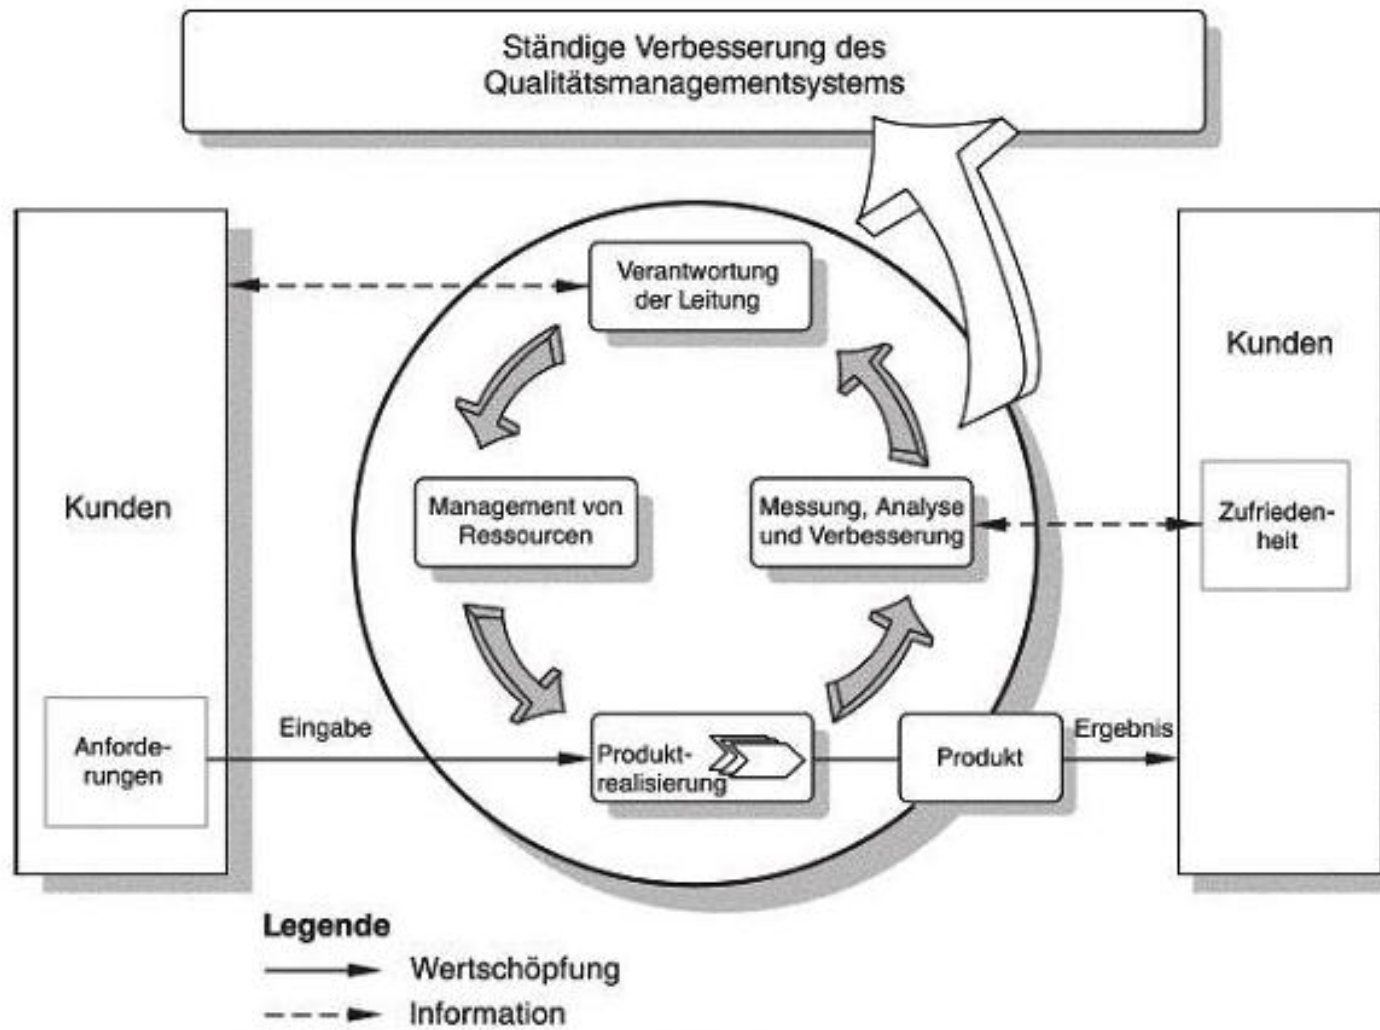 Ständige Verbesserung des
Qualitätsmanagementsystems
Verantwortung
der Leitung
Kunden
Kunden
Management von
Ressourcen
Messung, Analyse
und Verbesserung
Zufrieden-
heit
Anforde-
rungen
Eingabe
Produkt-
realisierung
Produkt
Ergebnis
Legende
Wertschöpfung
Information